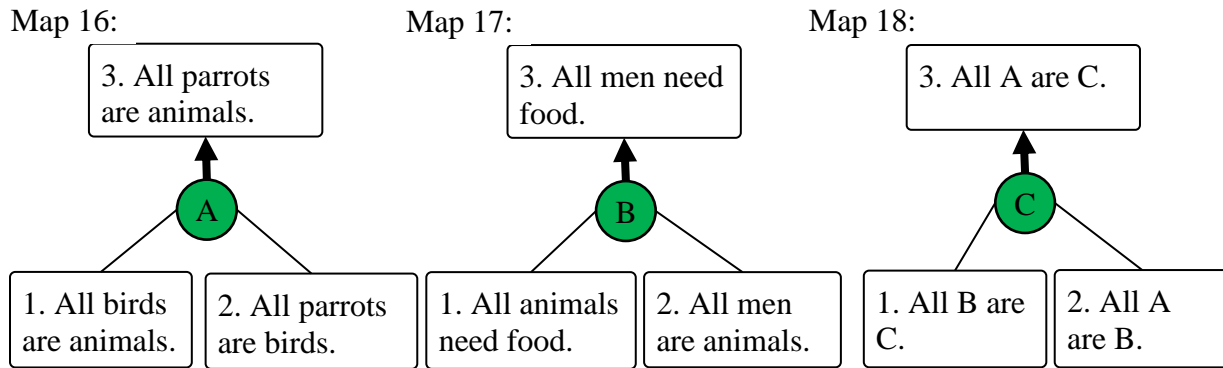 Map 16:
3. All parrots
are animals.
A
1. All birds
are animals.
2. All parrots
are birds.
Map 17:
3. All men need
food.
B
1. All animals
need food.
2. All men
are animals.
Map 18:
3. All A are C.
C
1. All B are
C.
2. All A
are B.